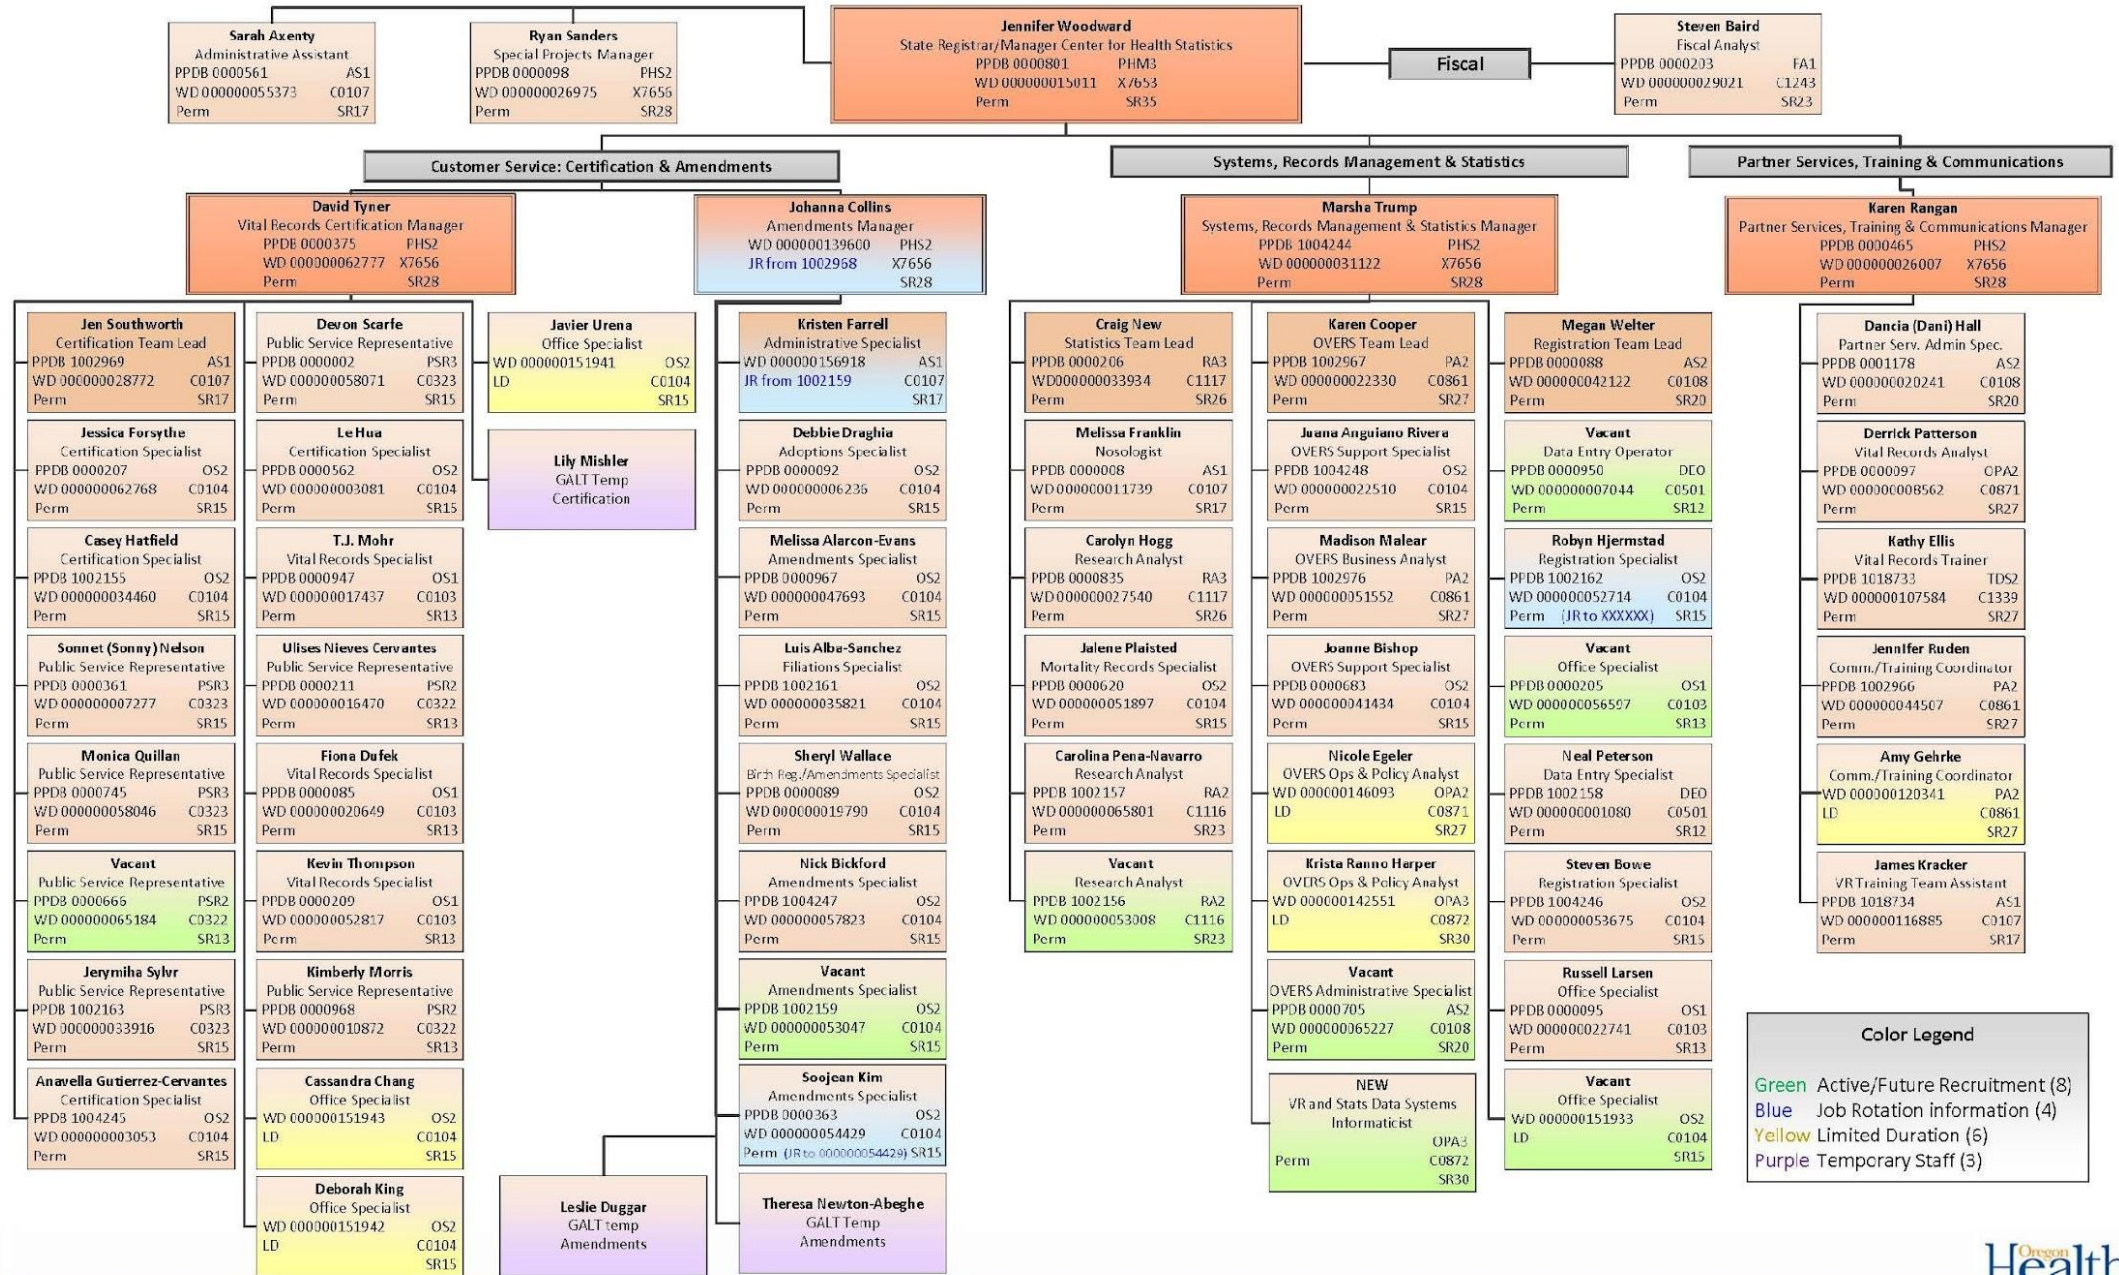 Sarah Axenty
Administrative Assistant
PPDB 0000561 AS1
WD 000000055373 C0107
Perm SR17
Ryan Sanders
Special Projects Manager
PPDB 0000098 PHS2
WD 000000026975 X7656
Perm SR28
Jennifer Woodward
State Registrar/Manager Center for Health Statistics
PPDB 0000801 PHM3
WD 000000015011 X7653
Perm SR35
Fiscal
Steven Baird
Fiscal Analyst
PPDB 0000203 FA1
WD 000000029021 C1243
Perm SR23
Customer Service: Certification & Amendments
Systems, Records Management & Statistics
Partner Services, Training & Communications
David Tyner
Vital Records Certification Manager
PPDB 0000375 PHS2
WD 000000062777 X7656
Perm SR28
Johanna Collins
Amendments Manager
WD 000000139600 PHS2
JR from 1002968 X7656
SR28
Marsha Trump
Systems, Records Management & Statistics Manager
PPDB 1004244 PHS2
WD 000000031122 X7656
Perm SR28
Karen Rangan
Partner Services, Training & Communications Manager
PPDB 0000465 PHS2
WD 000000026007 X7656
Perm SR28
Jen Southworth
Certification Team Lead
PPDB 1002969 AS1
WD 000000028772 C0107
Perm SR17
Jessica Forsythe
Certification Specialist
PPDB 0000207 OS2
WD 000000062768 C0104
Perm SR15
Casey Hatfield
Certification Specialist
PPDB 1002155 OS2
WD 000000034460 C0104
Perm SR15
Sonnet (Sonny) Nelson
Public Service Representative
PPDB 0000361 PSR3
WD 000000007277 C0323
Perm SR15
Monica Quillan
Public Service Representative
PPDB 0000745 PSR3
WD 000000058046 C0323
Perm SR15
Vacant
Public Service Representative
PPDB 0000666 PSR2
WD 000000065184 C0322
Perm SR13
Jerymiha Sylvr
Public Service Representative
PPDB 1002163 PSR3
WD 000000033916 C0323
Perm SR15
Anavella Gutierrez-Cervantes
Certification Specialist
PPDB 1004245 OS2
WD 000000003053 C0104
Perm SR15
Devon Scarfe
Public Service Representative
PPDB 0000002 PSR3
WD 000000058071 C0323
Perm SR15
Le Hua
Certification Specialist
PPDB 0000562 OS2
WD 000000003081 C0104
Perm SR15
T.J. Mohr
Vital Records Specialist
PPDB 0000947 OS1
WD 000000017437 C0103
Perm SR13
Ulises Nieves Cervantes
Public Service Representative
PPDB 0000211 PSR2
WD 000000016470 C0322
Perm SR13
Fiona Dufek
Vital Records Specialist
PPDB 0000085 OS1
WD 000000020649 C0103
Perm SR13
Kevin Thompson
Vital Records Specialist
PPDB 0000209 OS1
WD 000000052817 C0103
Perm SR13
Kimberly Morris
Public Service Representative
PPDB 0000968 PSR2
WD 000000010872 C0322
Perm SR13
Cassandra Chang
Office Specialist
WD 000000151943 OS2
LD C0104
SR15
Deborah King
Office Specialist
WD 000000151942 OS2
LD C0104
SR15
Javier Urena
Office Specialist
WD 000000151941 OS2
LD C0104
SR15
Lily Mishler
GALT Temp
Certification
Kristen Farrell
Administrative Specialist
WD 000000156918 AS1
JR from 1002159 C0107
SR17
Debbie Draghia
Adoptions Specialist
PPDB 0000092 OS2
WD 000000006236 C0104
Perm SR15
Melissa Alarcon-Evans
Amendments Specialist
PPDB 0000967 OS2
WD 000000047693 C0104
Perm SR15
Luis Alba-Sanchez
Filiations Specialist
PPDB 1002161 OS2
WD 000000035821 C0104
Perm SR15
Sheryl Wallace
Birth Reg./Amendments Specialist
PPDB 0000089 OS2
WD 000000019790 C0104
Perm SR15
Nick Bickford
Amendments Specialist
PPDB 1004247 OS2
WD 000000057823 C0104
Perm SR15
Vacant
Amendments Specialist
PPDB 1002159 OS2
WD 000000053047 C0104
Perm SR15
Soojean Kim
Amendments Specialist
PPDB 0000363 OS2
WD 000000054429 C0104
Perm (JR to 000000054429) SR15
Leslie Duggar
GALT temp
Amendments
Theresa Newton-Abeghe
GALT Temp
Amendments
Craig New
Statistics Team Lead
PPDB 0000206 RA3
WD000000033934 C1117
Perm SR26
Melissa Franklin
Nosologist
PPDB 0000008 AS1
WD 000000011739 C0107
Perm SR17
Carolyn Hogg
Research Analyst
PPDB 0000835 RA3
WD 000000027540 C1117
Perm SR26
Jalene Plaisted
Mortality Records Specialist
PPDB 0000620 OS2
WD 000000051897 C0104
Perm SR15
Carolina Pena-Navarro
Research Analyst
PPDB 1002157 RA2
WD 000000065801 C1116
Perm SR23
Vacant
Research Analyst
PPDB 1002156 RA2
WD 000000053008 C1116
Perm SR23
Karen Cooper
OVERS Team Lead
PPDB 1002967 PA2
WD 000000022330 C0861
Perm SR27
Juana Anguiano Rivera
OVERS Support Specialist
PPDB 1004248 OS2
WD 000000022510 C0104
Perm SR15
Madison Malear
OVERS Business Analyst
PPDB 1002976 PA2
WD 000000051552 C0861
Perm SR27
Joanne Bishop
OVERS Support Specialist
PPDB 0000683 OS2
WD 000000041434 C0104
Perm SR15
Nicole Egeler
OVERS Ops & Policy Analyst
WD 000000146093 OPA2
LD C0871
SR27
Krista Ranno Harper
OVERS Ops & Policy Analyst
WD 000000142551 OPA3
LD C0872
SR30
Vacant
OVERS Administrative Specialist
PPDB 0000705 AS2
WD 000000065227 C0108
Perm SR20
NEW
VR and Stats Data Systems
Informaticist
OPA3
Perm C0872
SR30
Megan Welter
Registration Team Lead
PPDB 0000088 AS2
WD 000000042122 C0108
Perm SR20
Vacant
Data Entry Operator
PPDB 0000950 DEO
WD 000000007044 C0501
Perm SR12
Robyn Hjermstad
Registration Specialist
PPDB 1002162 OS2
WD 000000052714 C0104
Perm (JR to XXXXXX) SR15
Vacant
Office Specialist
PPDB 0000205 OS1
WD 000000056597 C0103
Perm SR13
Neal Peterson
Data Entry Specialist
PPDB 1002158 DEO
WD 000000001080 C0501
Perm SR12
Steven Bowe
Registration Specialist
PPDB 1004246 OS2
WD 000000053675 C0104
Perm SR15
Russell Larsen
Office Specialist
PPDB 0000095 OS1
WD 000000022741 C0103
Perm SR13
Vacant
Office Specialist
WD 000000151933 OS2
LD C0104
SR15
Dancia (Dani) Hall
Partner Serv. Admin Spec.
PPDB 0001178 AS2
WD 000000020241 C0108
Perm SR20
Derrick Patterson
Vital Records Analyst
PPDB 0000097 OPA2
WD 000000008562 C0871
Perm SR27
Kathy Ellis
Vital Records Trainer
PPDB 1018733 TDS2
WD 000000107584 C1339
Perm SR27
Jennifer Ruden
Comm./Training Coordinator
PPDB 1002966 PA2
WD 000000044507 C0861
Perm SR27
Amy Gehrke
Comm./Training Coordinator
WD 000000120341 PA2
LD C0861
SR27
James Kracker
VR Training Team Assistant
PPDB 1018734 AS1
WD 000000116885 C0107
Perm SR17
Color Legend
Green Active/Future Recruitment (8)
Blue Job Rotation information (4)
Yellow Limited Duration (6)
Purple Temporary Staff (3)
Oregon
Health